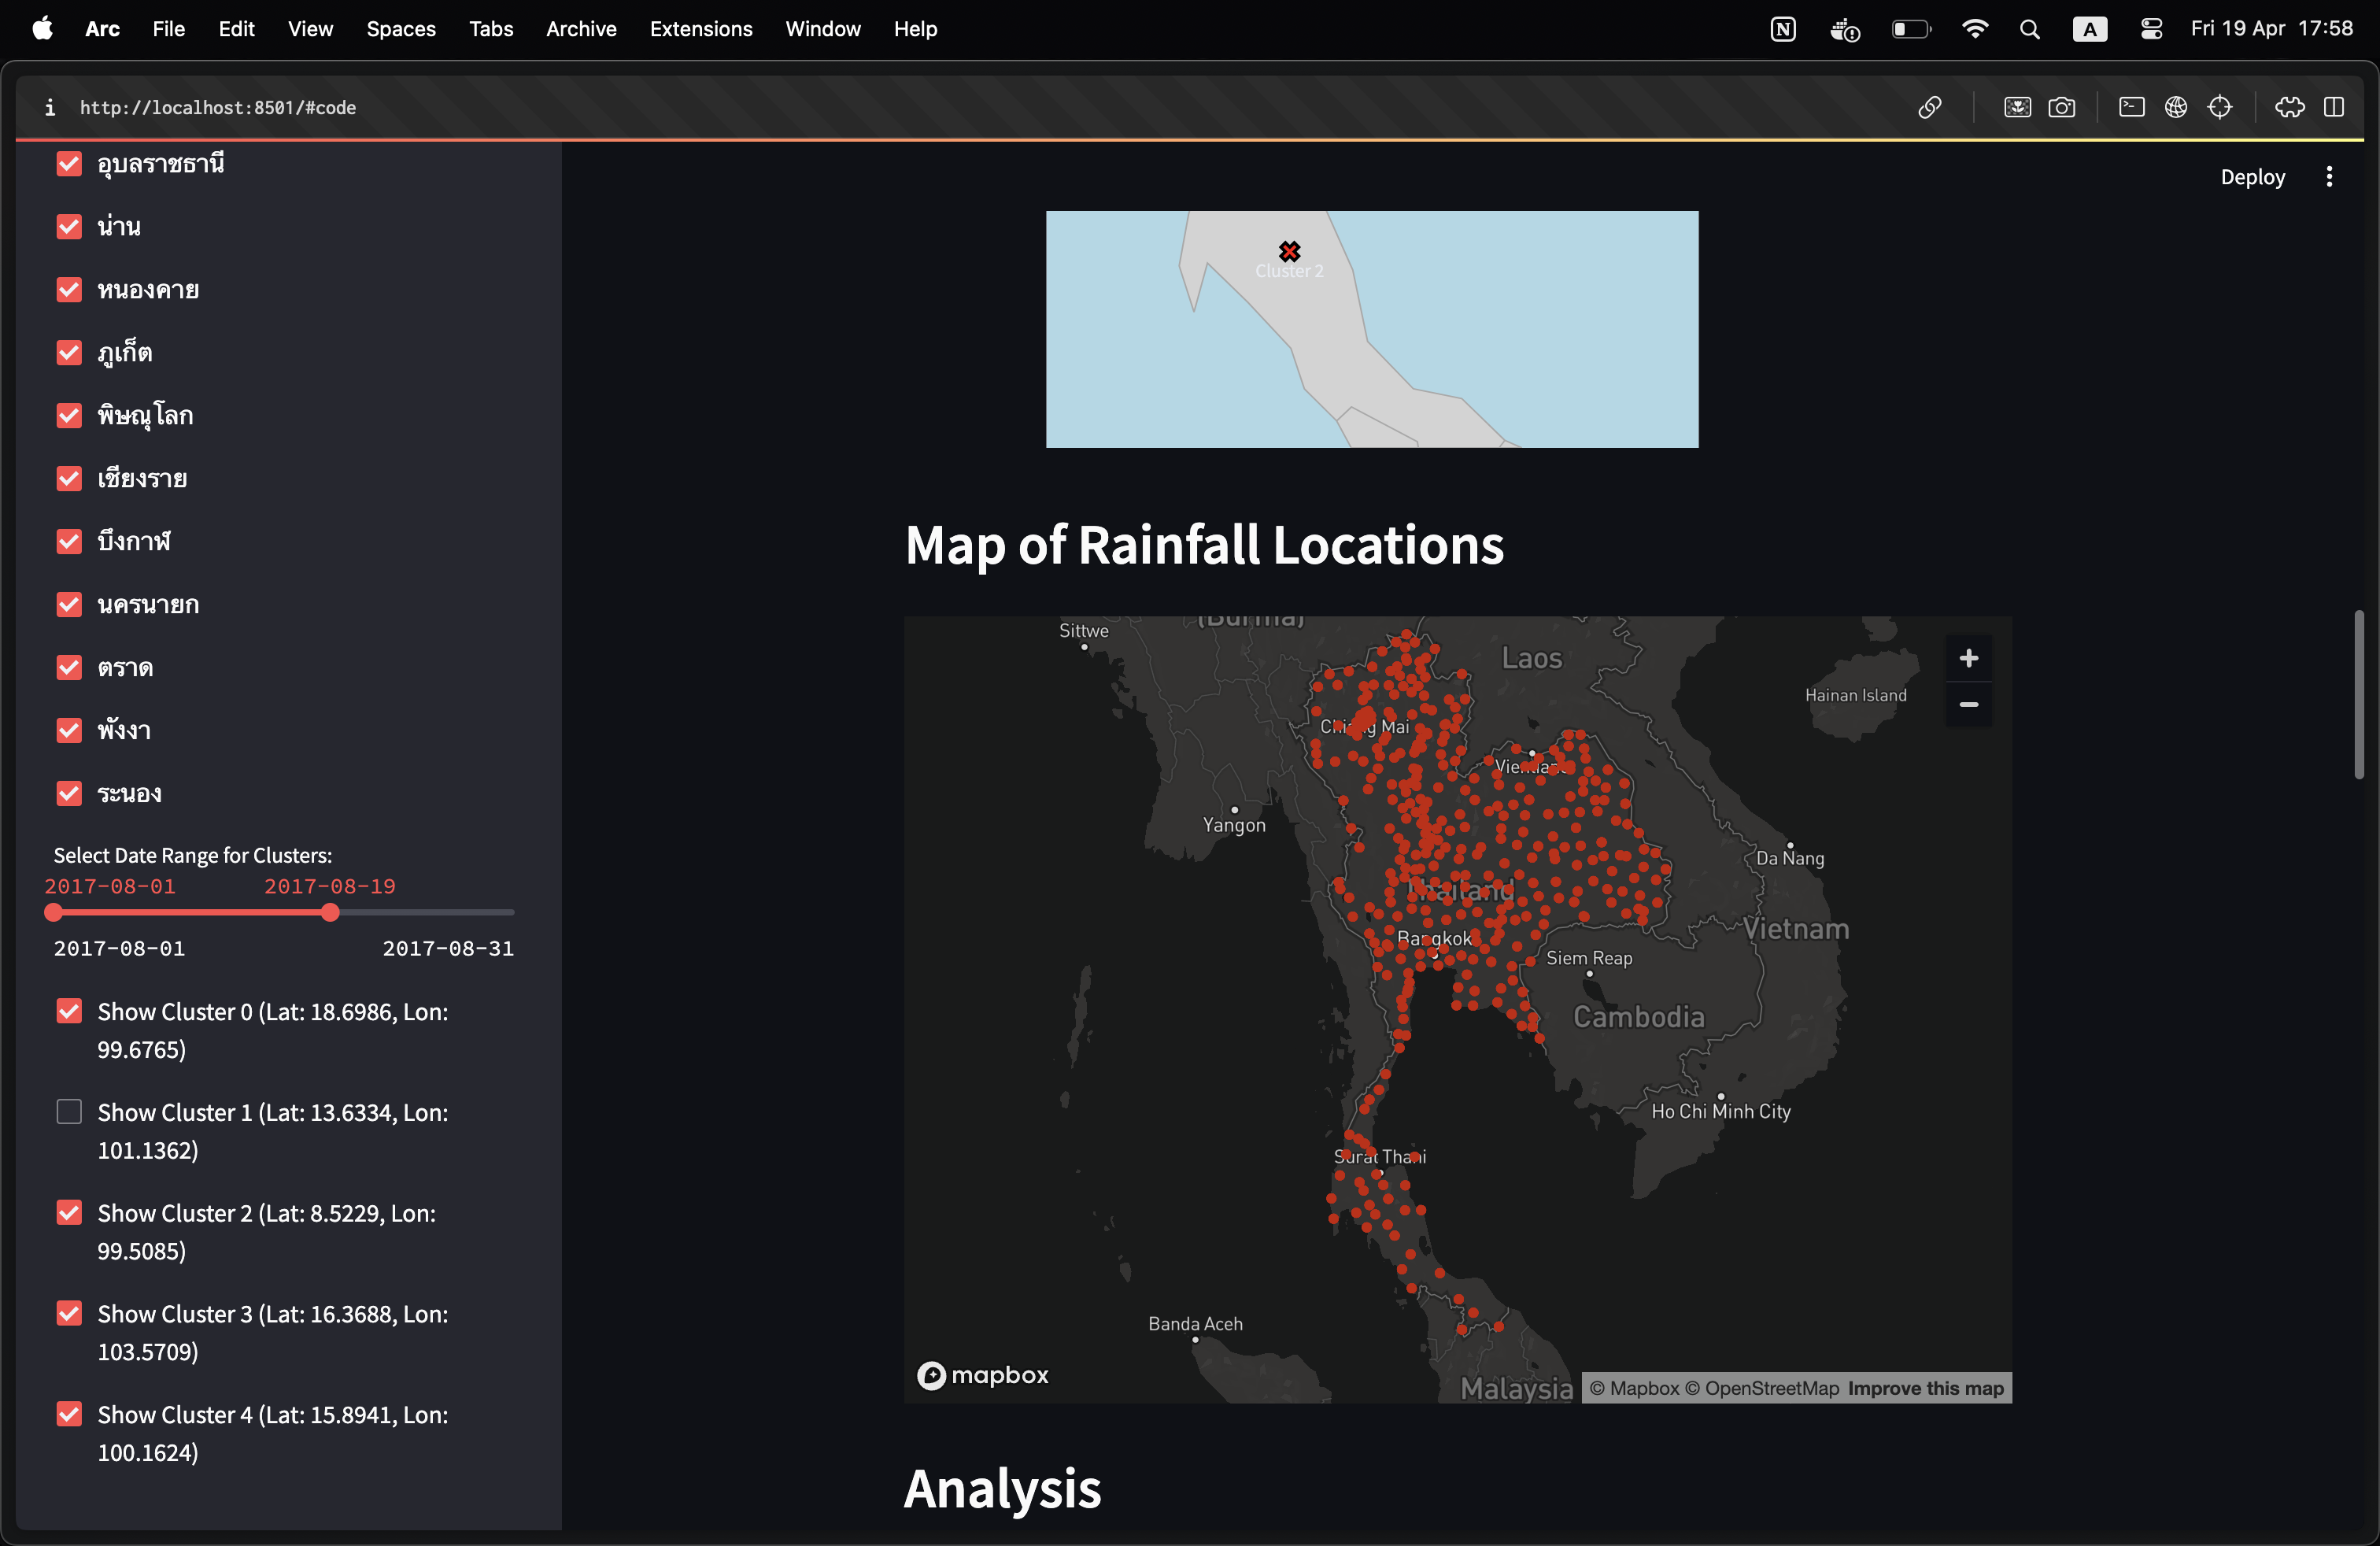 Arc File Edit View Spaces Tabs Archive Extensions Window Help
A
Fri 19 Apr 17:58
http://localhost:8501/#code
Deploy
อุบลราชธานี
น่าน
หนองคาย
ภูเก็ต
พิษณุโลก
เชียงราย
บึงกาฬ
นครนายก
ตราด
พังงา
ระนอง
Select Date Range for Clusters:
2017-08-01 2017-08-19
2017-08-01 2017-08-31
Show Cluster 0 (Lat: 18.6986, Lon:
99.6765)
Show Cluster 1 (Lat: 13.6334, Lon:
101.1362)
Show Cluster 2 (Lat: 8.5229, Lon:
99.5085)
Show Cluster 3 (Lat: 16.3688, Lon:
103.5709)
Show Cluster 4 (Lat: 15.8941, Lon:
100.1624)
Cluster 2
Map of Rainfall Locations
(Burma)
Sittwe
Laos
Hainan Island
Chiang Mai
Vientiane
Yangon
Da Nang
Thailand
Vietnam
Bangkok
Siem Reap
Cambodia
Ho Chi Minh City
Surat Thani
Banda Aceh
mapbox
Malaysia
© Mapbox © OpenStreetMap Improve this map
Analysis